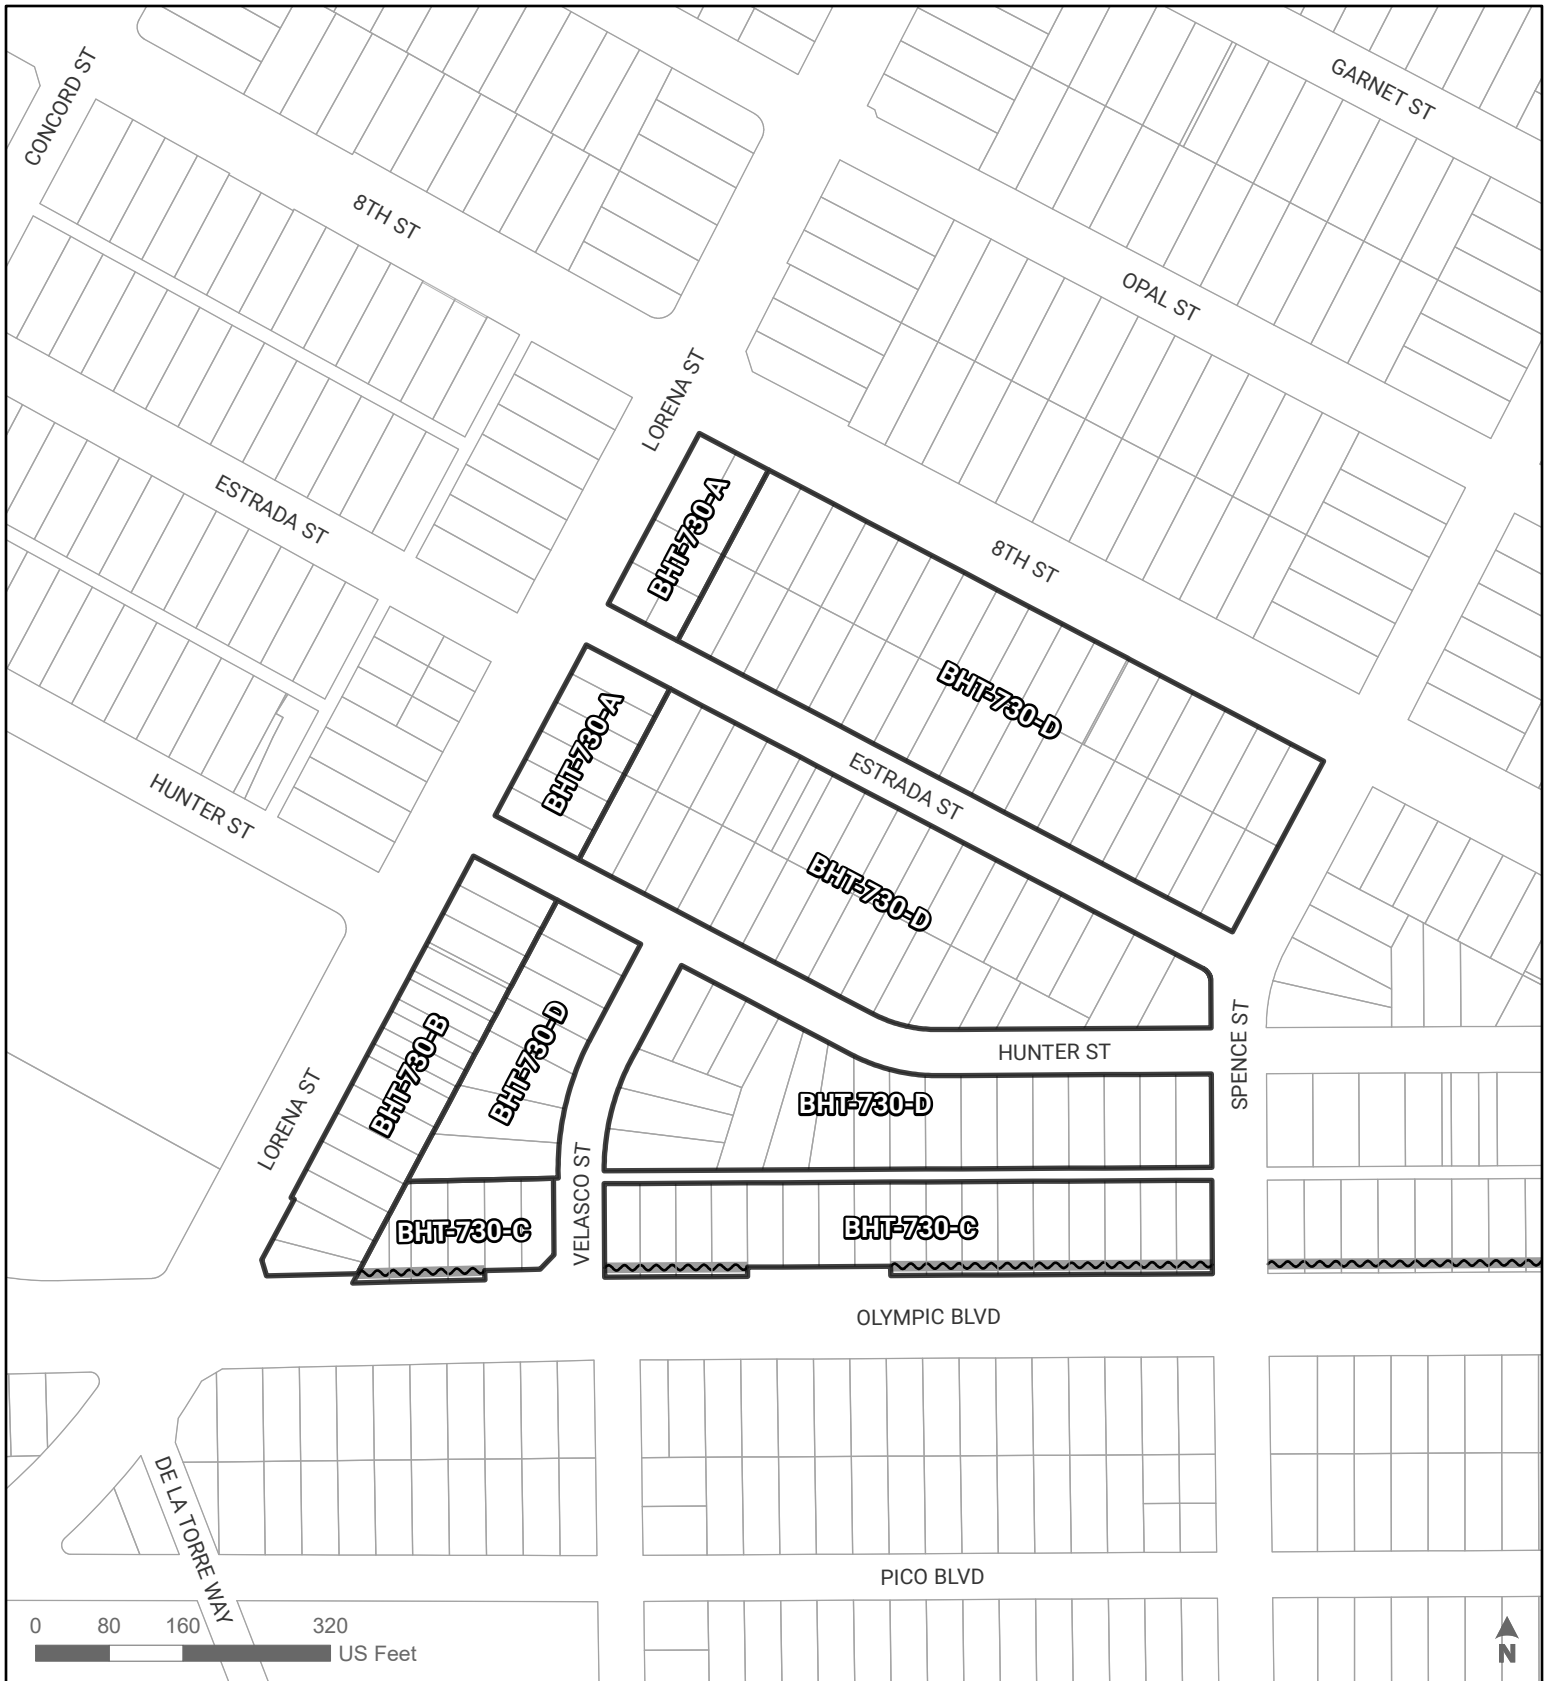 GARNET ST
CONCORD ST
8TH ST
OPAL ST
LORENA ST
ESTRADA ST
BHT-730-A
8TH ST
BHT-730-D
BHT-730-A
ESTRADA ST
HUNTER ST
BHT-730-D
BHT-730-B
BHT-730-D
HUNTER ST
SPENCE ST
BHT-730-D
LORENA ST
VELASCO ST
BHT-730-C
BHT-730-C
OLYMPIC BLVD
DE LA TORRE WAY
PICO BLVD
0 80 160 320
US Feet
N